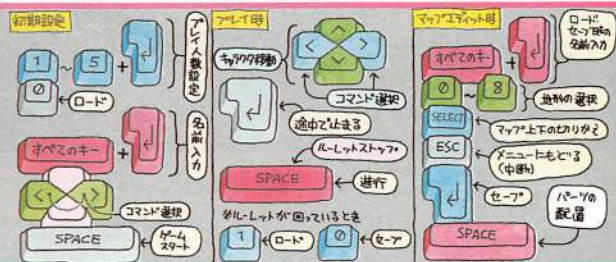 初期設定
1 ~ 5 +
プレイ人数設定
0
ロード
すべてのキー +
名前入力
< >
コマンド選択
SPACE
ゲームスタート
プレイ時
キャラクタ移動
コマンド選択
途中で止まる
ルーレットストップ
SPACE
進行
※ルーレットが回っているとき
1
ロード
0
セーブ
マップエディット時
すべてのキー +
ロード・セーブ時の名前入力
0 ~ 8
地形の選択
SELECT
マップ上下の切りかえ
ESC
メニューにもどる(中断)
セーブ
SPACE
パーツの配置